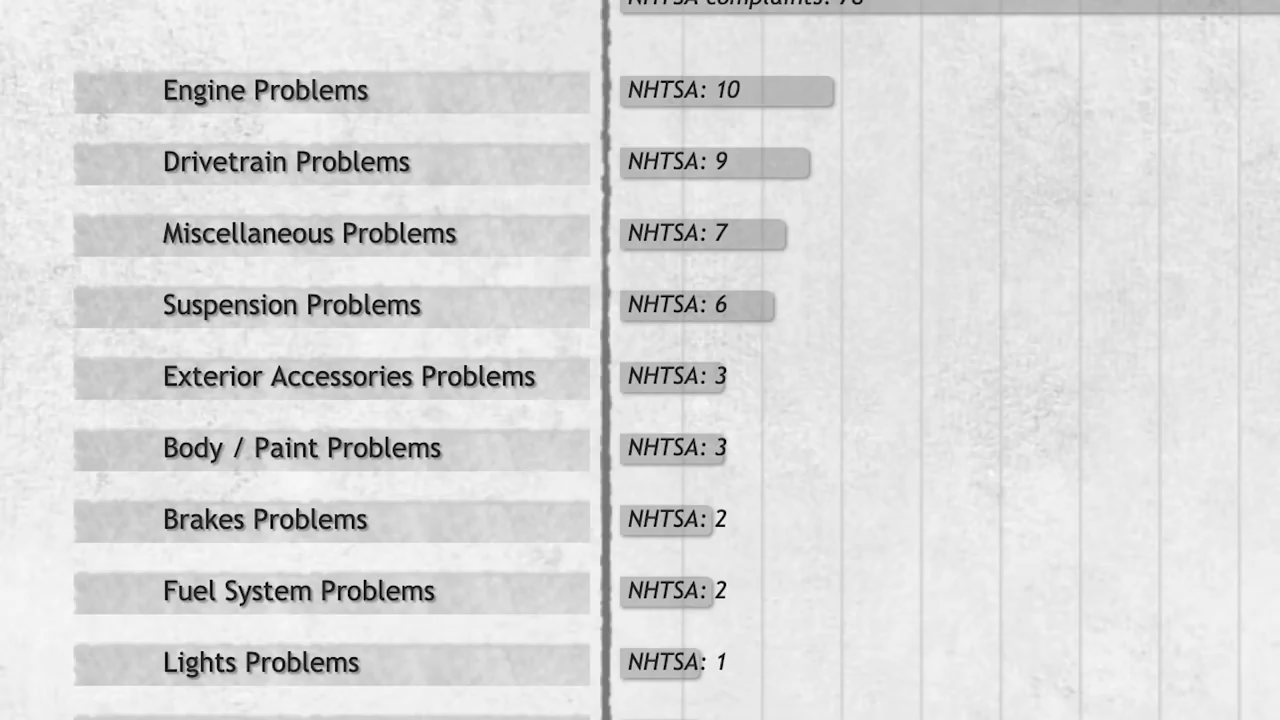 NHTSA complaints:
Engine Problems NHTSA: 10
Drivetrain Problems NHTSA: 9
Miscellaneous Problems NHTSA: 7
Suspension Problems NHTSA: 6
Exterior Accessories Problems NHTSA: 3
Body / Paint Problems NHTSA: 3
Brakes Problems NHTSA: 2
Fuel System Problems NHTSA: 2
Lights Problems NHTSA: 1